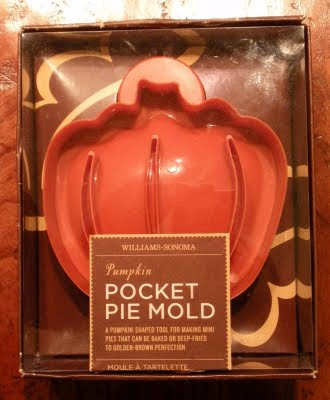 WILLIAMS-SONOMA
Pumpkin
POCKET
PIE MOLD
A PUMPKIN-SHAPED TOOL FOR MAKING MINI
PIES THAT CAN BE BAKED OR DEEP-FRIED
TO GOLDEN-BROWN PERFECTION
MOULE À TARTELETTE